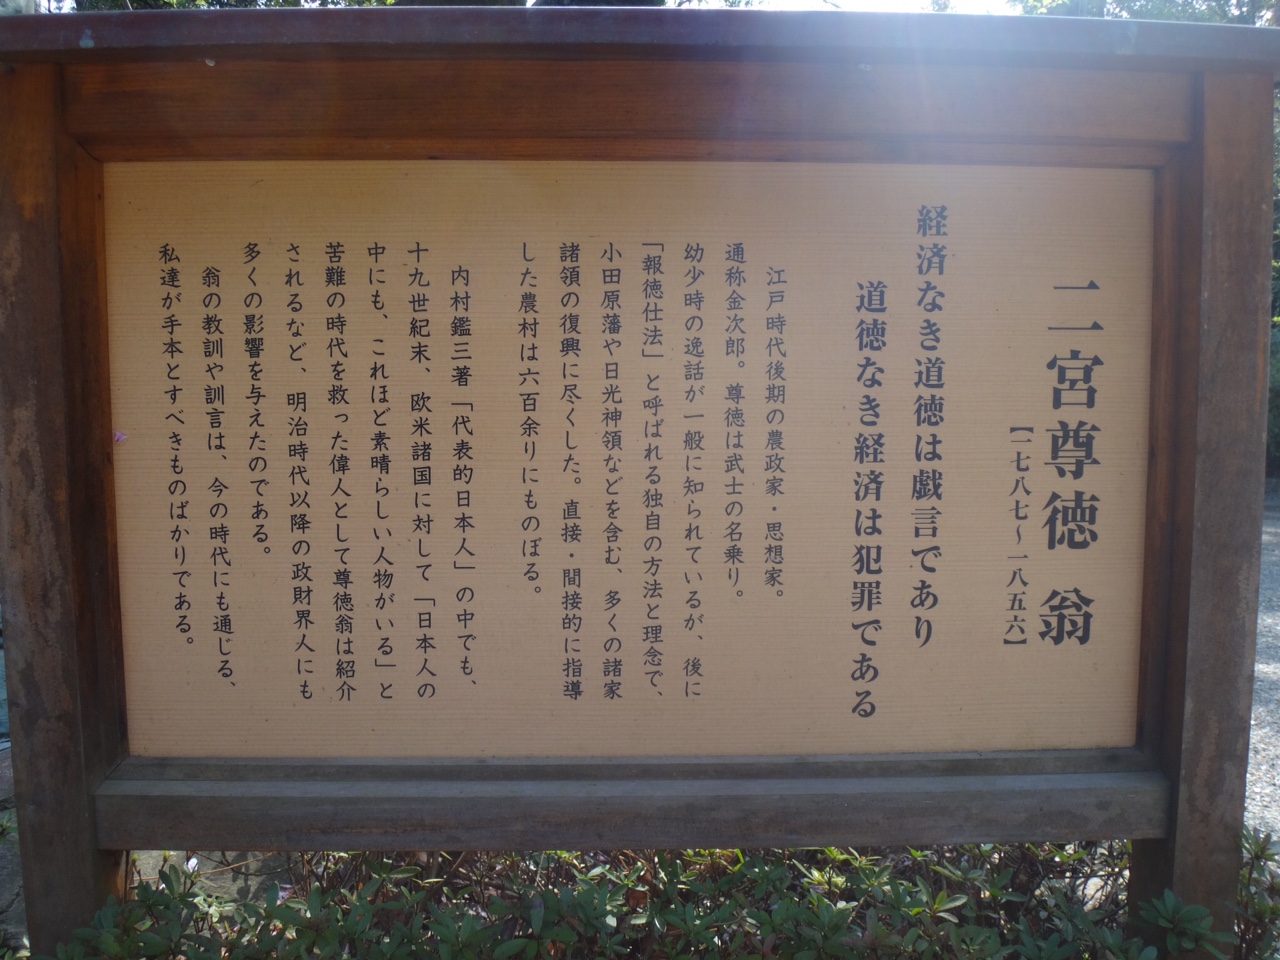 二宮尊徳 翁
【一七八七～一八五六】
経済なき道徳は戯言であり
道徳なき経済は犯罪である
江戸時代後期の農政家・思想家。
通称金次郎。尊徳は武士の名乗り。
幼少時の逸話が一般に知られているが、後に
「報徳仕法」と呼ばれる独自の方法と理念で、
小田原藩や日光神領などを含む、多くの諸家
諸領の復興に尽くした。直接・間接的に指導
した農村は六百余りにものぼる。
内村鑑三著「代表的日本人」の中でも、
十九世紀末、欧米諸国に対して「日本人の
中にも、これほど素晴らしい人物がいる」と
苦難の時代を救った偉人として尊徳翁は紹介
されるなど、明治時代以降の政財界人にも
多くの影響を与えたのである。
翁の教訓や訓言は、今の時代にも通じる、
私達が手本とすべきものばかりである。